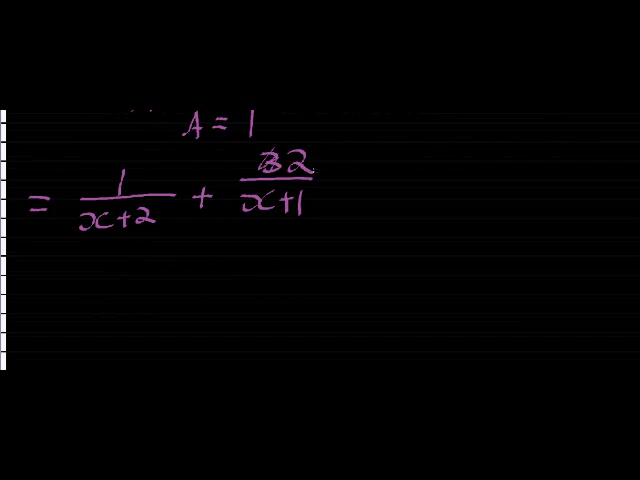 A = 1
= 1/(x+2) + 2/(x+1)